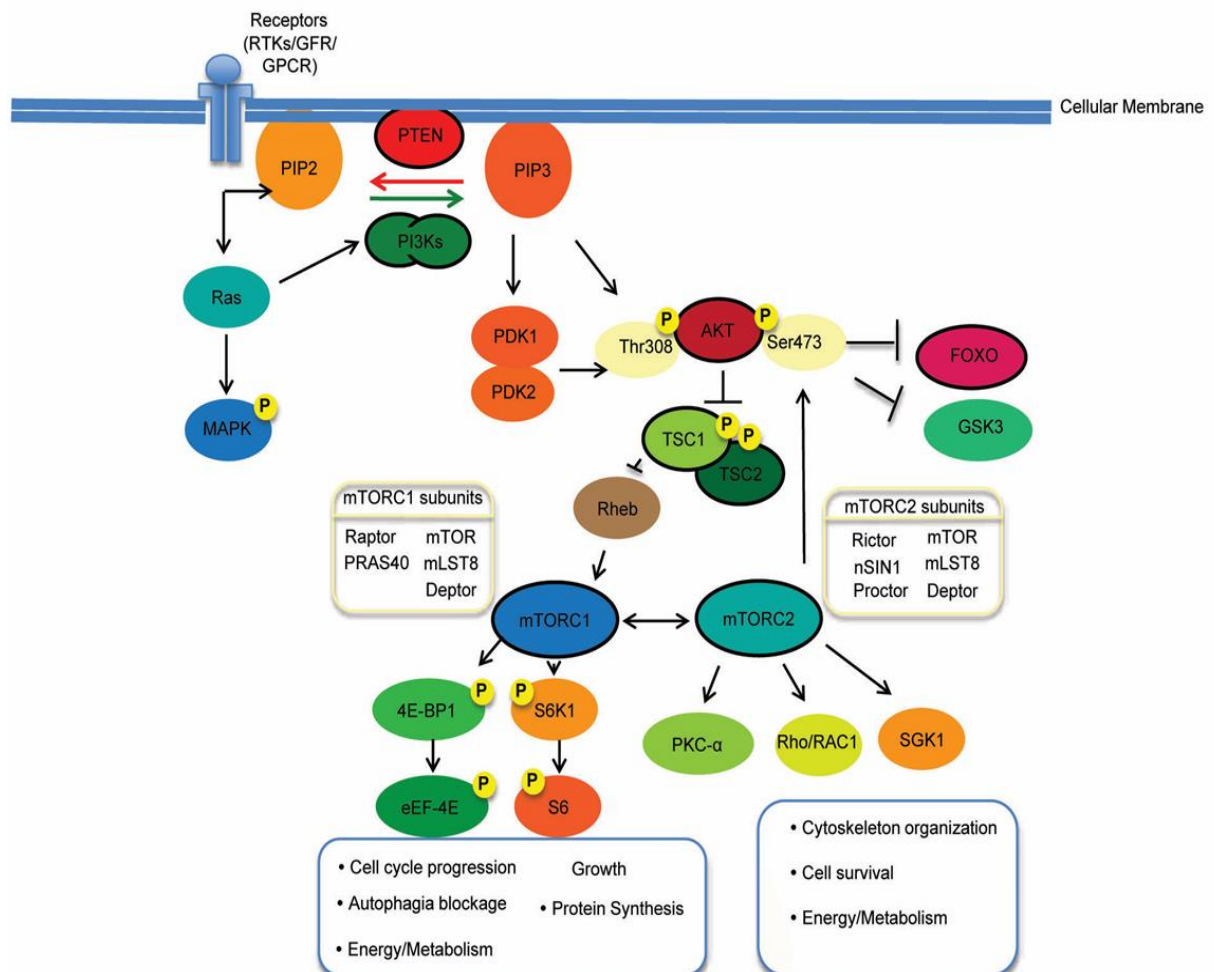 Receptors
(RTKs/GFR/
GPCR)
Cellular Membrane
PIP2
PTEN
PIP3
PI3Ks
Ras
PDK1
PDK2
Thr308
P
AKT
P
Ser473
FOXO
GSK3
MAPK
P
TSC1
P
P
TSC2
Rheb
mTORC1 subunits
Raptor mTOR
PRAS40 mLST8
Deptor
mTORC2 subunits
Rictor mTOR
nSIN1 mLST8
Proctor Deptor
mTORC1
mTORC2
4E-BP1
P
P
S6K1
PKC-α
Rho/RAC1
SGK1
eEF-4E
P
P
S6
• Cell cycle progression
Growth
• Autophagia blockage
• Protein Synthesis
• Energy/Metabolism
• Cytoskeleton organization
• Cell survival
• Energy/Metabolism